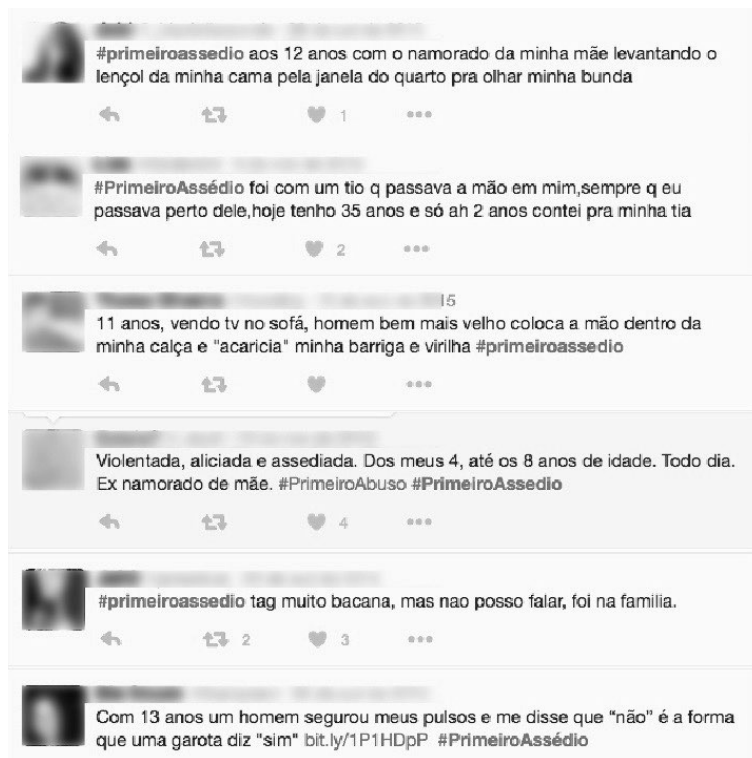 #primeiroassedio aos 12 anos com o namorado da minha mãe levantando o
lençol da minha cama pela janela do quarto pra olhar minha bunda
1
#PrimeiroAssédio foi com um tio q passava a mão em mim,sempre q eu
passava perto dele,hoje tenho 35 anos e só ah 2 anos contei pra minha tia
2
11 anos, vendo tv no sofá, homem bem mais velho coloca a mão dentro da
minha calça e "acaricia" minha barriga e virilha #primeiroassedio
Violentada, aliciada e assediada. Dos meus 4, até os 8 anos de idade. Todo dia.
Ex namorado de mãe. #PrimeiroAbuso #PrimeiroAssedio
4
#primeiroassedio tag muito bacana, mas nao posso falar, foi na familia.
2 3
Com 13 anos um homem segurou meus pulsos e me disse que “não” é a forma
que uma garota diz "sim" bit.ly/1P1HDpP #PrimeiroAssédio